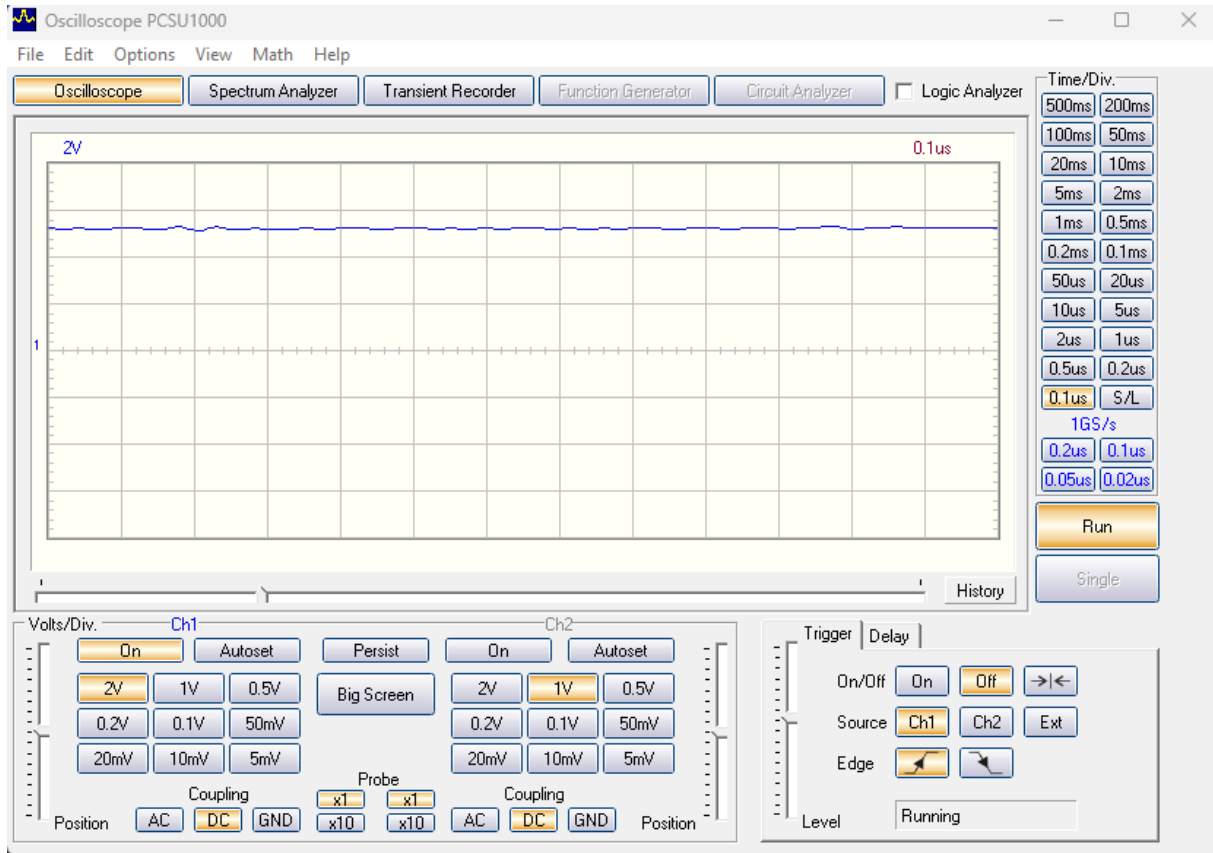 Oscilloscope PCSU1000
File Edit Options View Math Help
Oscilloscope Spectrum Analyzer Transient Recorder Function Generator Circuit Analyzer Logic Analyzer
Time/Div.
500ms 200ms
100ms 50ms
20ms 10ms
5ms 2ms
1ms 0.5ms
0.2ms 0.1ms
50us 20us
10us 5us
2us 1us
0.5us 0.2us
0.1us S/L
1GS/s
0.2us 0.1us
0.05us 0.02us
Run
Single
2V 0.1us
1
History
Volts/Div. Ch1 Ch2
On Autoset Persist On Autoset
2V 1V 0.5V Big Screen 2V 1V 0.5V
0.2V 0.1V 50mV 0.2V 0.1V 50mV
20mV 10mV 5mV 20mV 10mV 5mV
Probe
Coupling x1 x1 Coupling
Position AC DC GND x10 x10 AC DC GND Position
Trigger Delay
On/Off On Off
Source Ch1 Ch2 Ext
Edge
Level Running